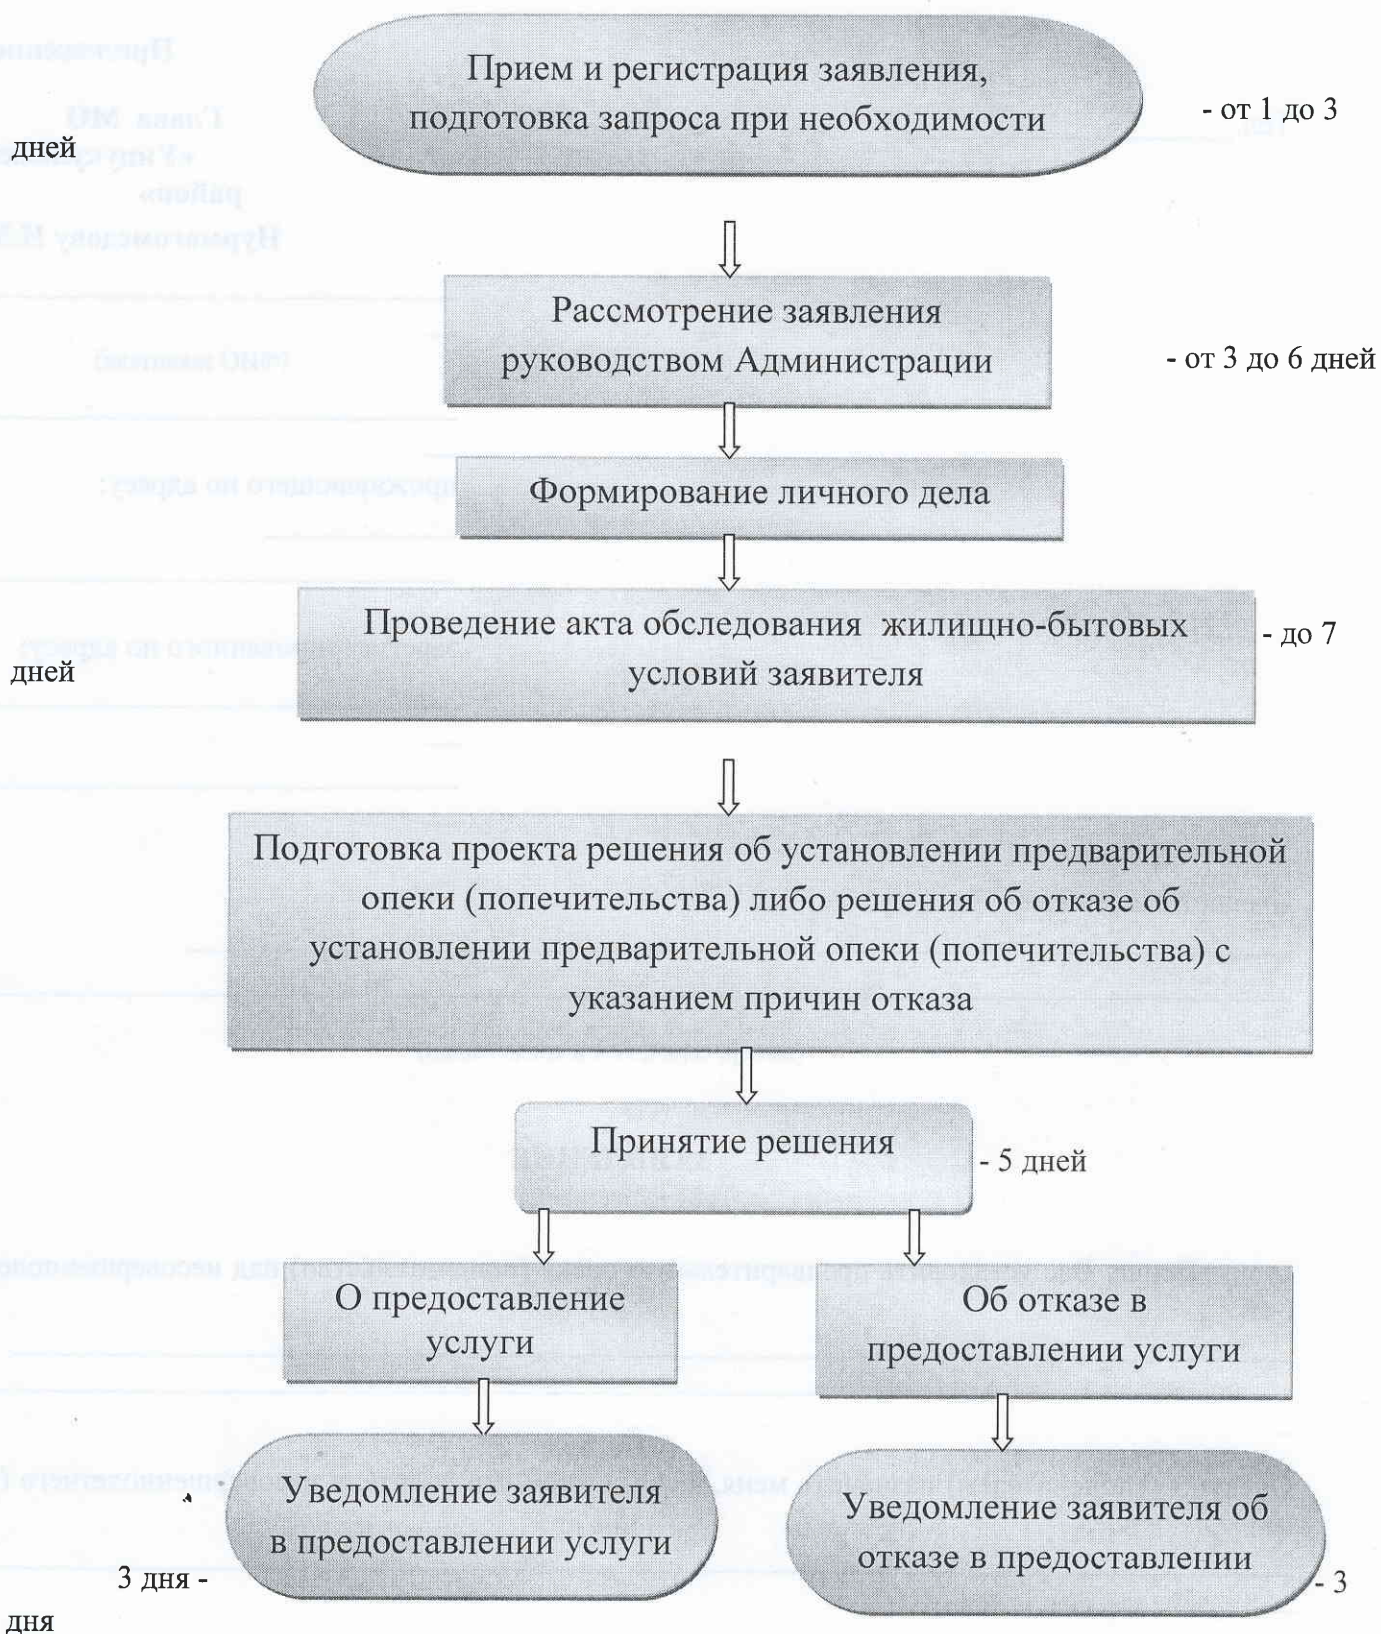 Прием и регистрация заявления,
подготовка запроса при необходимости
- от 1 до 3
дней
Рассмотрение заявления
руководством Администрации
- от 3 до 6 дней
Формирование личного дела
Проведение акта обследования жилищно-бытовых
условий заявителя
- до 7
дней
Подготовка проекта решения об установлении предварительной
опеки (попечительства) либо решения об отказе об
установлении предварительной опеки (попечительства) с
указанием причин отказа
Принятие решения
- 5 дней
О предоставление
услуги
Об отказе в
предоставлении услуги
Уведомление заявителя
в предоставлении услуги
Уведомление заявителя об
отказе в предоставлении
3 дня -
- 3
дня